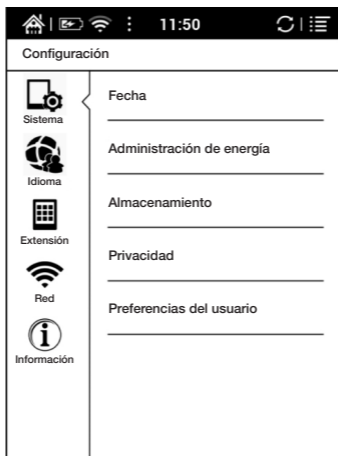 11:50
Configuración
Sistema
Idioma
Extensión
Red
Información
Fecha
Administración de energía
Almacenamiento
Privacidad
Preferencias del usuario